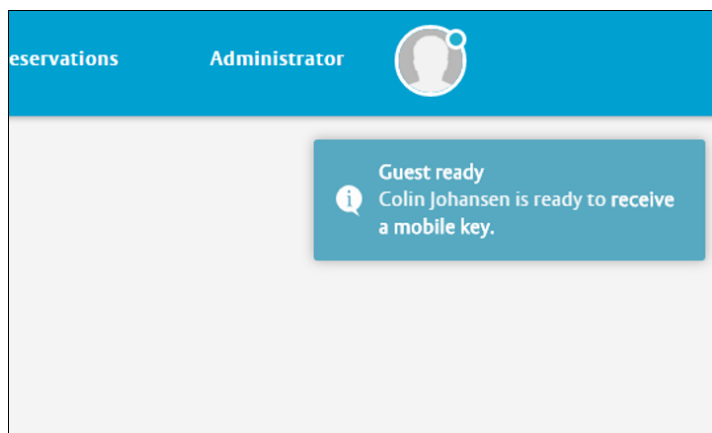 eservations Administrator
Guest ready
Colin Johansen is ready to receive
a mobile key.